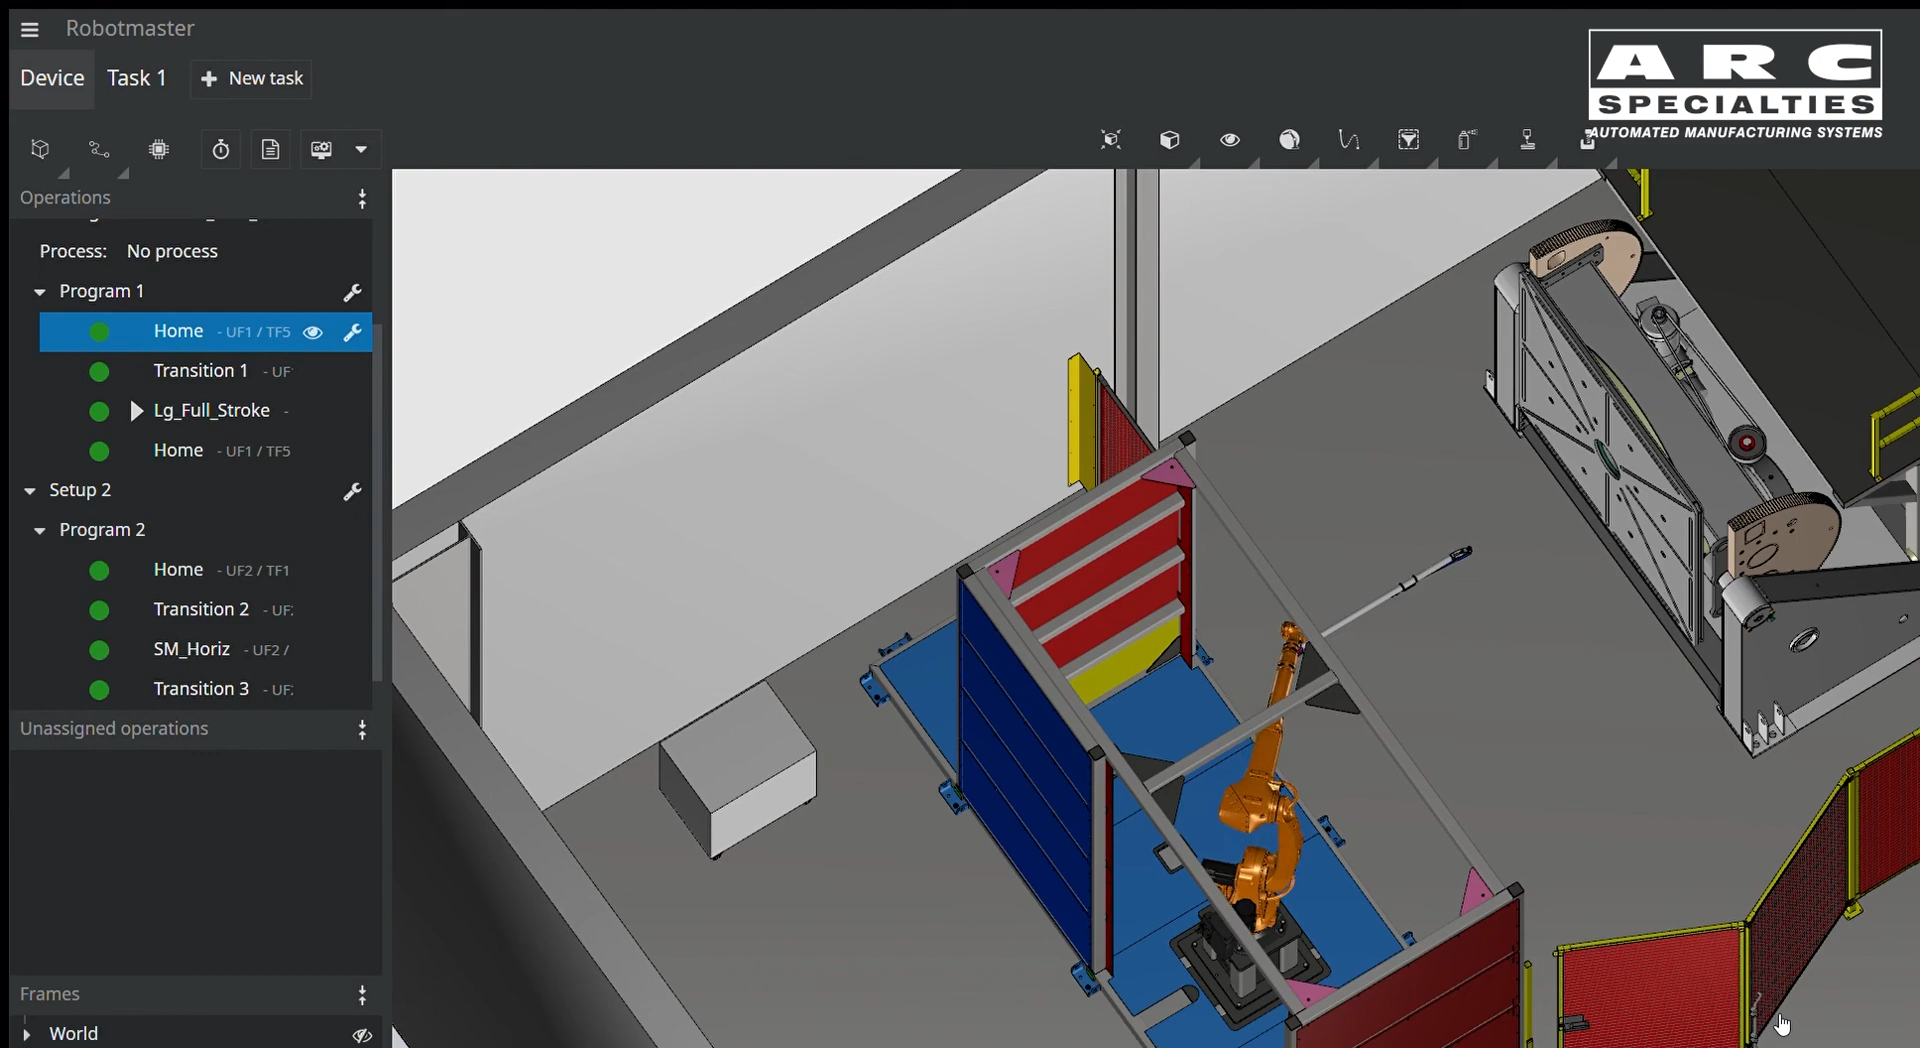 Robotmaster
Device
Task 1
New task
ARC
SPECIALTIES
AUTOMATED MANUFACTURING SYSTEMS
Operations
Process: No process
Program 1
Home - UF1 / TF5
Transition 1 - UF
Lg_Full_Stroke -
Home - UF1 / TF5
Setup 2
Program 2
Home - UF2 / TF1
Transition 2 - UF2
SM_Horiz - UF2 /
Transition 3 - UF2
Unassigned operations
Frames
World